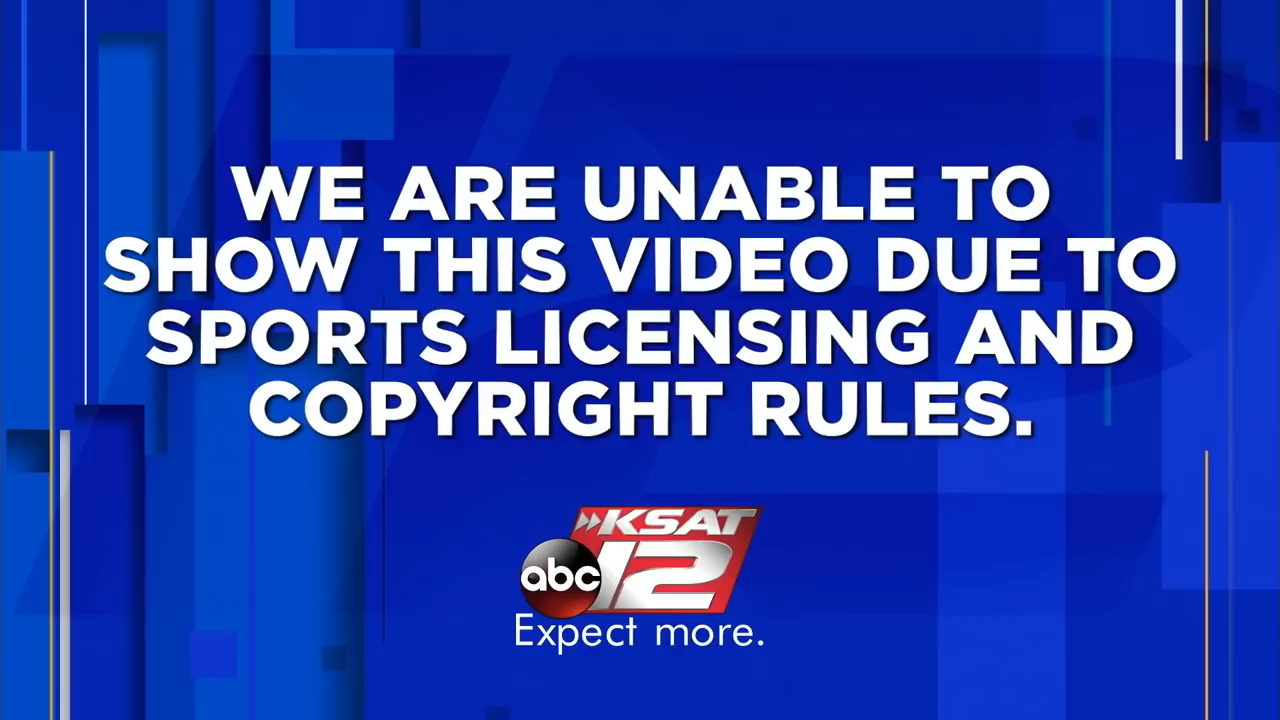 WE ARE UNABLE TO
SHOW THIS VIDEO DUE TO
SPORTS LICENSING AND
COPYRIGHT RULES.
KSAT
abc 12
Expect more.